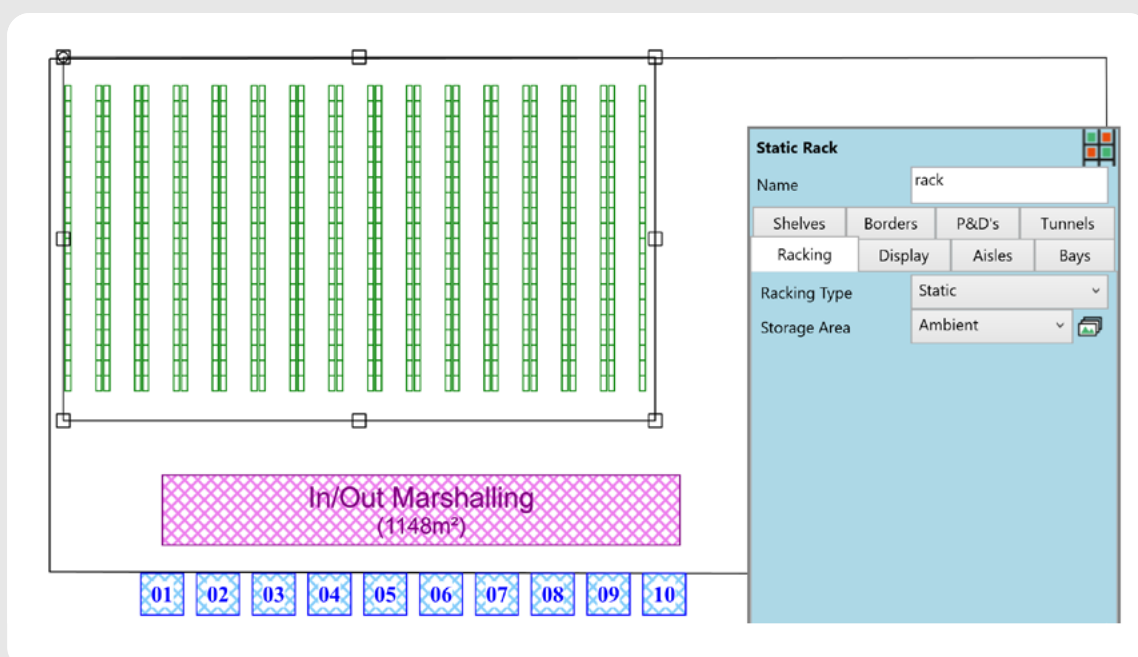 Static Rack
Name rack
Shelves Borders P&D's Tunnels
Racking Display Aisles Bays
Racking Type Static
Storage Area Ambient
In/Out Marshalling
(1148m²)
01 02 03 04 05 06 07 08 09 10